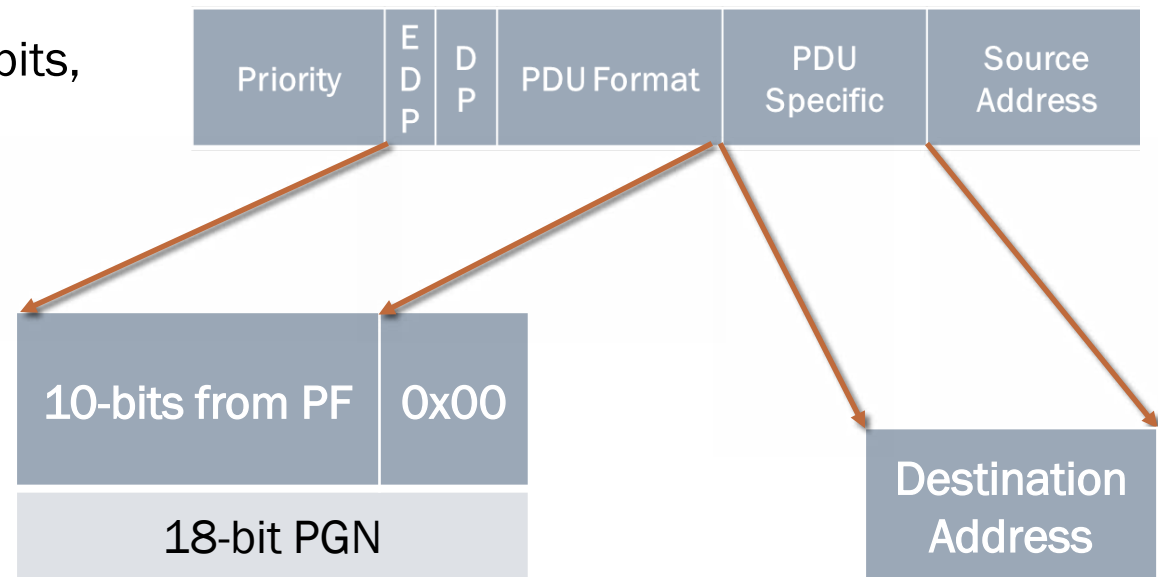 bits,
Priority
E
D
P
D
P
PDU Format
PDU
Specific
Source
Address
10-bits from PF
0x00
18-bit PGN
Destination
Address